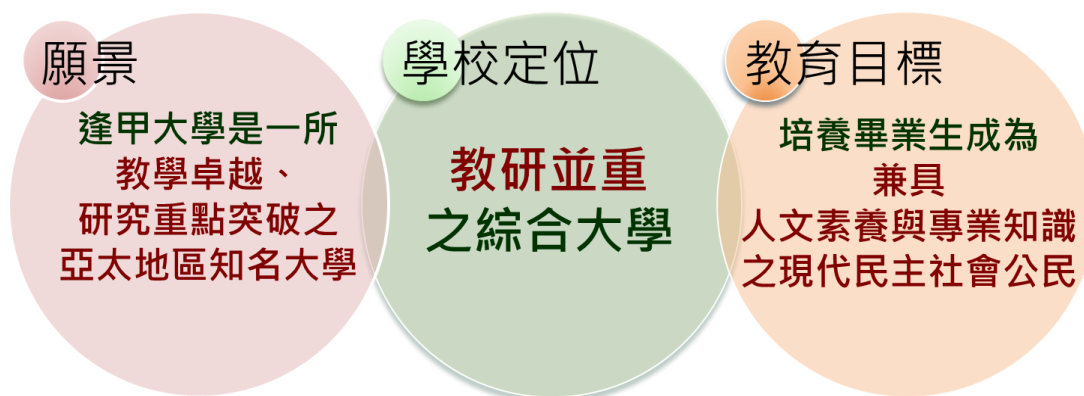 願景
逢甲大學是一所
教學卓越、
研究重點突破之
亞太地區知名大學
學校定位
教研並重
之綜合大學
教育目標
培養畢業生成為
兼具
人文素養與專業知識
之現代民主社會公民